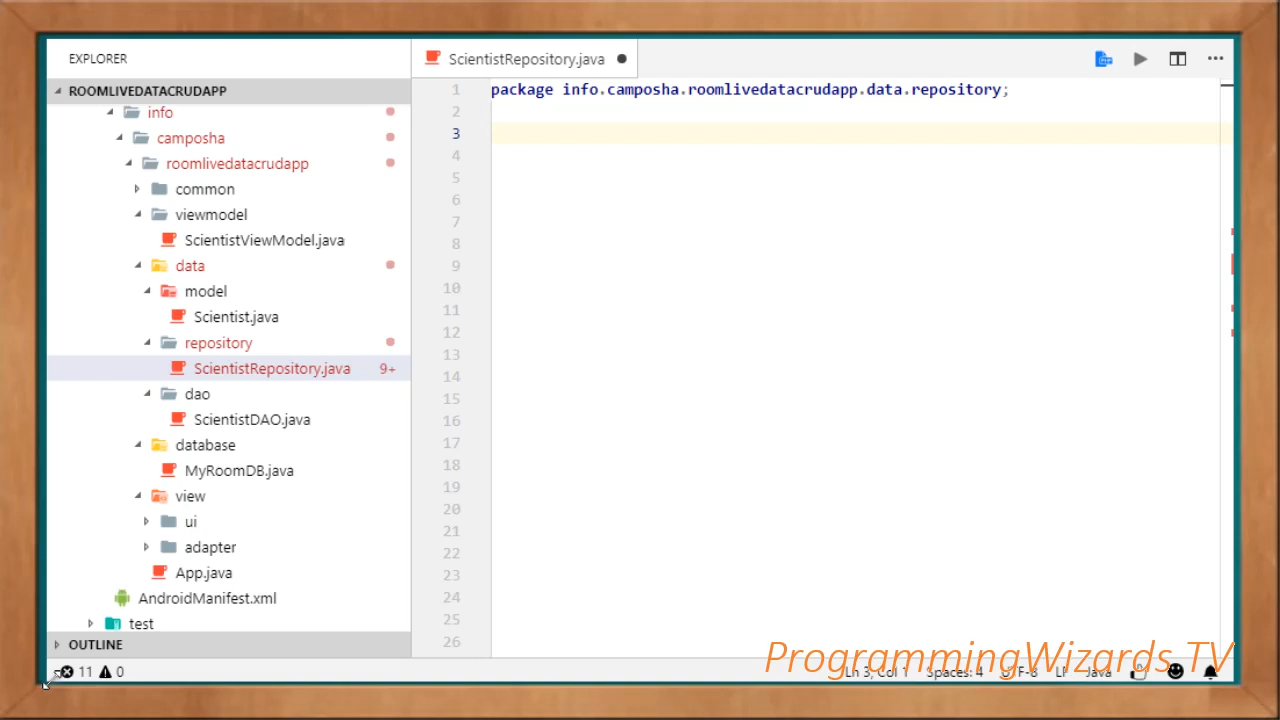 EXPLORER
ROOMLIVEDATACRUDAPP
info
camposha
roomlivedatacrudapp
common
viewmodel
ScientistViewModel.java
data
model
Scientist.java
repository
ScientistRepository.java 9+
dao
ScientistDAO.java
database
MyRoomDB.java
view
ui
adapter
App.java
AndroidManifest.xml
test
OUTLINE
11 0
ScientistRepository.java
1 package info.camposha.roomlivedatacrudapp.data.repository;
2
3
4
5
6
7
8
9
10
11
12
13
14
15
16
17
18
19
20
21
22
23
24
25
26
ProgrammingWizards TV
Ln 3, Col 1 Spaces: 4 UTF-8 LF Java